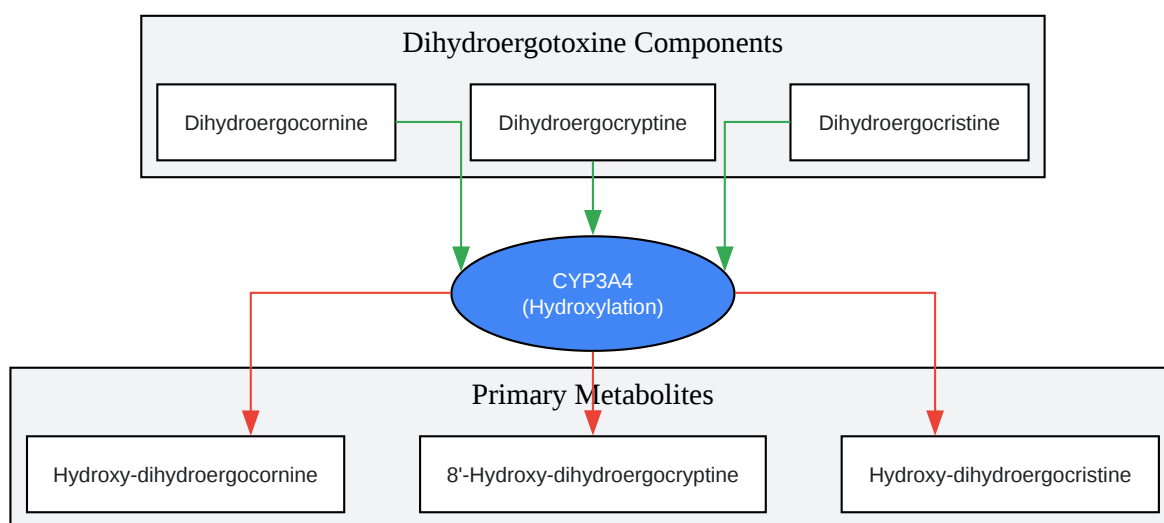 Dihydroergotoxine Components
Dihydroergocornine
Dihydroergocryptine
Dihydroergocristine
CYP3A4
(Hydroxylation)
Primary Metabolites
Hydroxy-dihydroergocornine
8'-Hydroxy-dihydroergocryptine
Hydroxy-dihydroergocristine